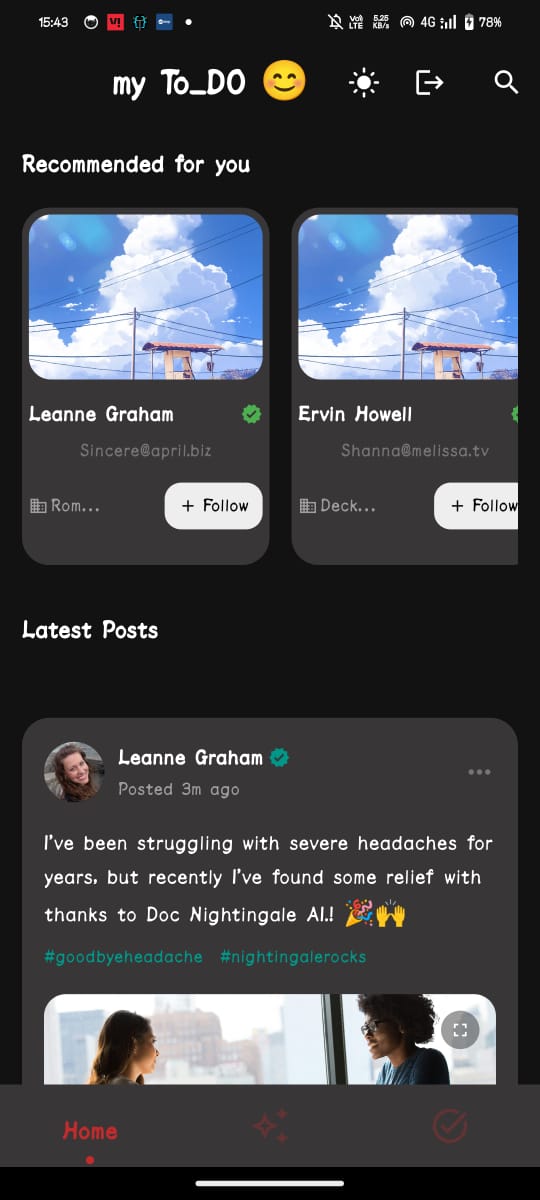 15:43
Vo))
LTE
5.25
KB/s
4G
78%
my To_DO 😊
Recommended for you
Leanne Graham
Ervin Howell
Sincere@april.biz
Shanna@melissa.tv
Rom...
+ Follow
Deck...
+ Follow
Latest Posts
Leanne Graham
Posted 3m ago
I've been struggling with severe headaches for
years, but recently I've found some relief with
thanks to Doc Nightingale AI.! 🎉🙌
#goodbyeheadache #nightingalerocks
Home